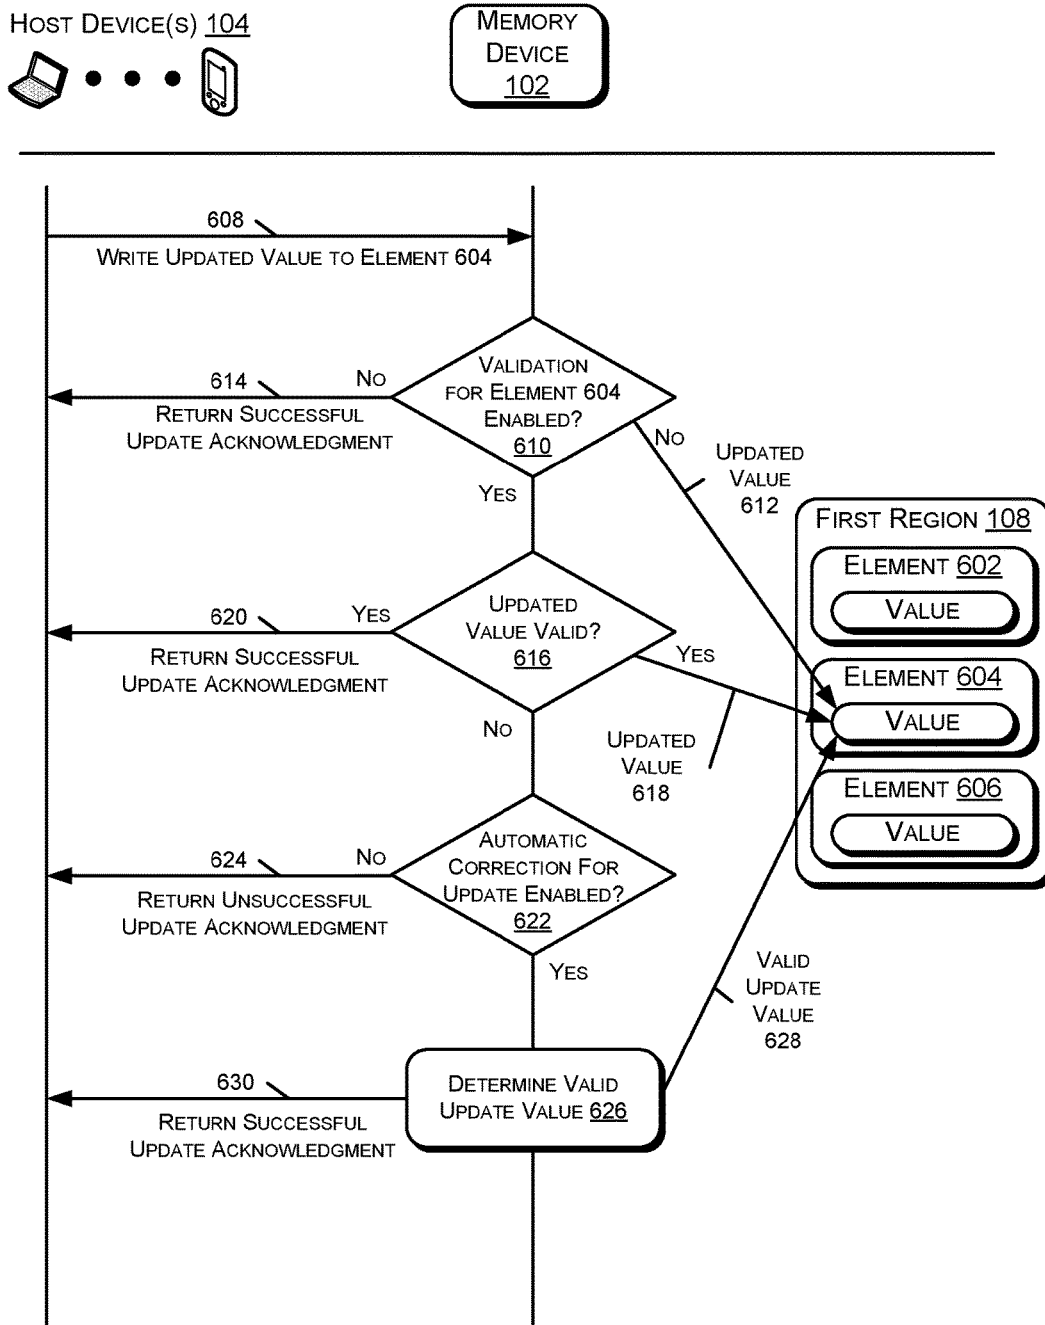 HOST DEVICE(S) 104
MEMORY
DEVICE
102
608
WRITE UPDATED VALUE TO ELEMENT 604
VALIDATION
FOR ELEMENT 604
ENABLED?
610
614
NO
RETURN SUCCESSFUL
UPDATE ACKNOWLEDGMENT
NO
UPDATED
VALUE
612
YES
FIRST REGION 108
ELEMENT 602
VALUE
ELEMENT 604
VALUE
ELEMENT 606
VALUE
UPDATED
VALUE VALID?
616
620
YES
RETURN SUCCESSFUL
UPDATE ACKNOWLEDGMENT
YES
UPDATED
VALUE
618
NO
AUTOMATIC
CORRECTION FOR
UPDATE ENABLED?
622
624
NO
RETURN UNSUCCESSFUL
UPDATE ACKNOWLEDGMENT
YES
VALID
UPDATE
VALUE
628
DETERMINE VALID
UPDATE VALUE 626
630
RETURN SUCCESSFUL
UPDATE ACKNOWLEDGMENT